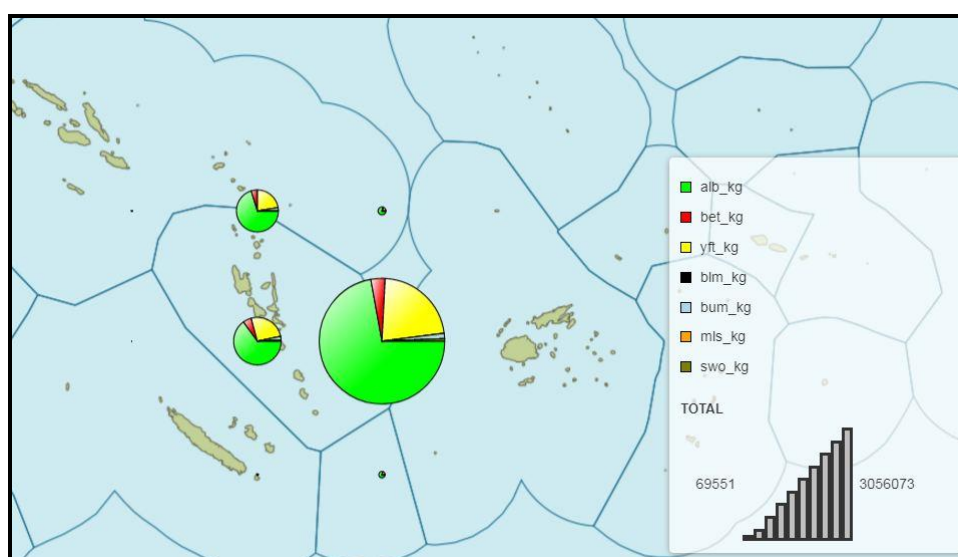 alb_kg
bet_kg
yft_kg
blm_kg
bum_kg
mls_kg
swo_kg
TOTAL
69551 3056073